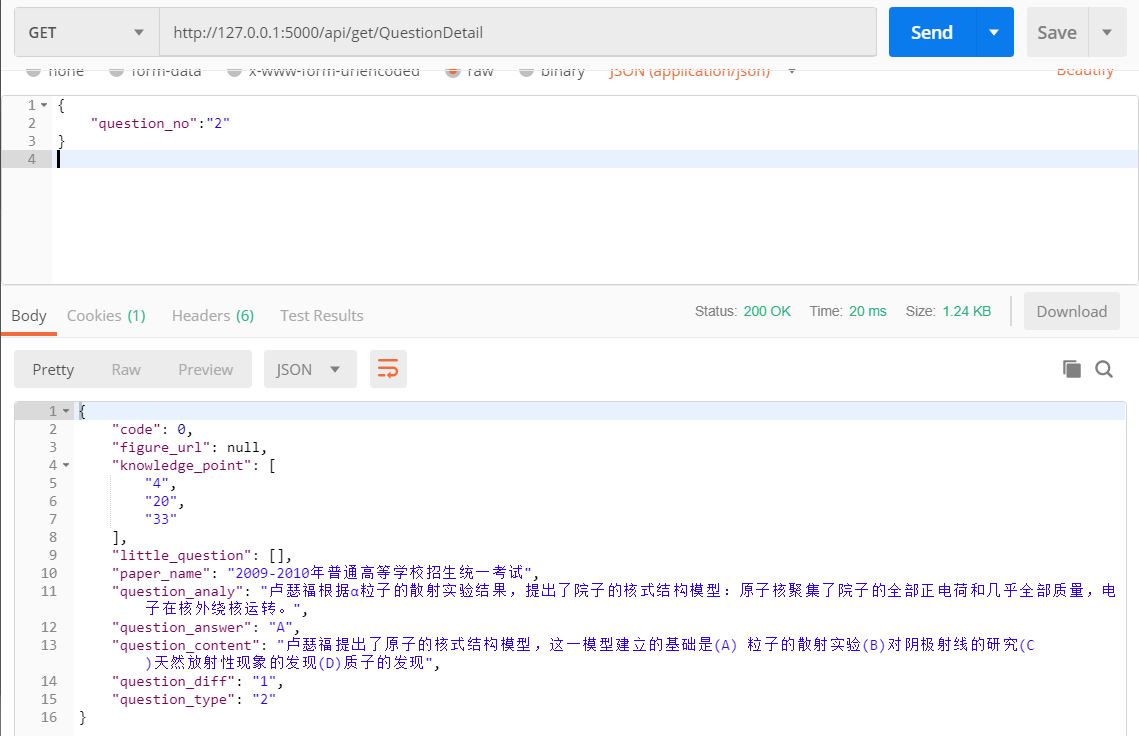 GET http://127.0.0.1:5000/api/get/QuestionDetail Send Save
none form-data x-www-form-urlencoded raw binary JSON (application/json) Beautify
1 {
2 "question_no":"2"
3 }
4
Body Cookies (1) Headers (6) Test Results Status: 200 OK Time: 20 ms Size: 1.24 KB Download
Pretty Raw Preview JSON
1 {
2 "code": 0,
3 "figure_url": null,
4 "knowledge_point": [
5 "4",
6 "20",
7 "33"
8 ],
9 "little_question": [],
10 "paper_name": "2009-2010年普通高等学校招生统一考试",
11 "question_analy": "卢瑟福根据α粒子的散射实验结果，提出了院子的核式结构模型：原子核聚集了院子的全部正电荷和几乎全部质量，电
子在核外绕核运转。",
12 "question_answer": "A",
13 "question_content": "卢瑟福提出了原子的核式结构模型，这一模型建立的基础是(A) 粒子的散射实验(B)对阴极射线的研究(C
)天然放射性现象的发现(D)质子的发现",
14 "question_diff": "1",
15 "question_type": "2"
16 }